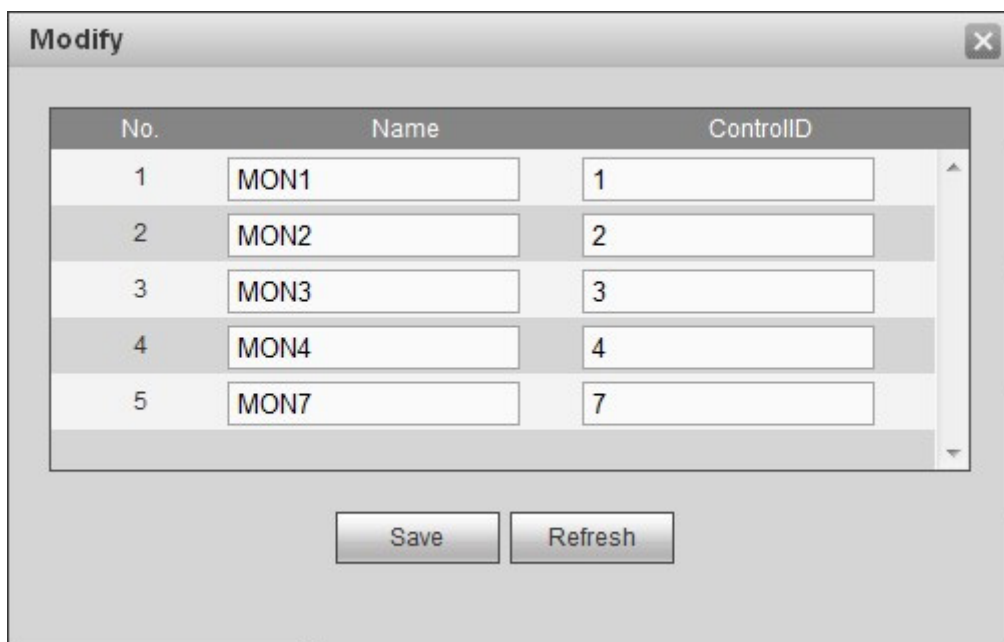 Modify
No. Name ControlID
1 MON1 1
2 MON2 2
3 MON3 3
4 MON4 4
5 MON7 7
Save Refresh